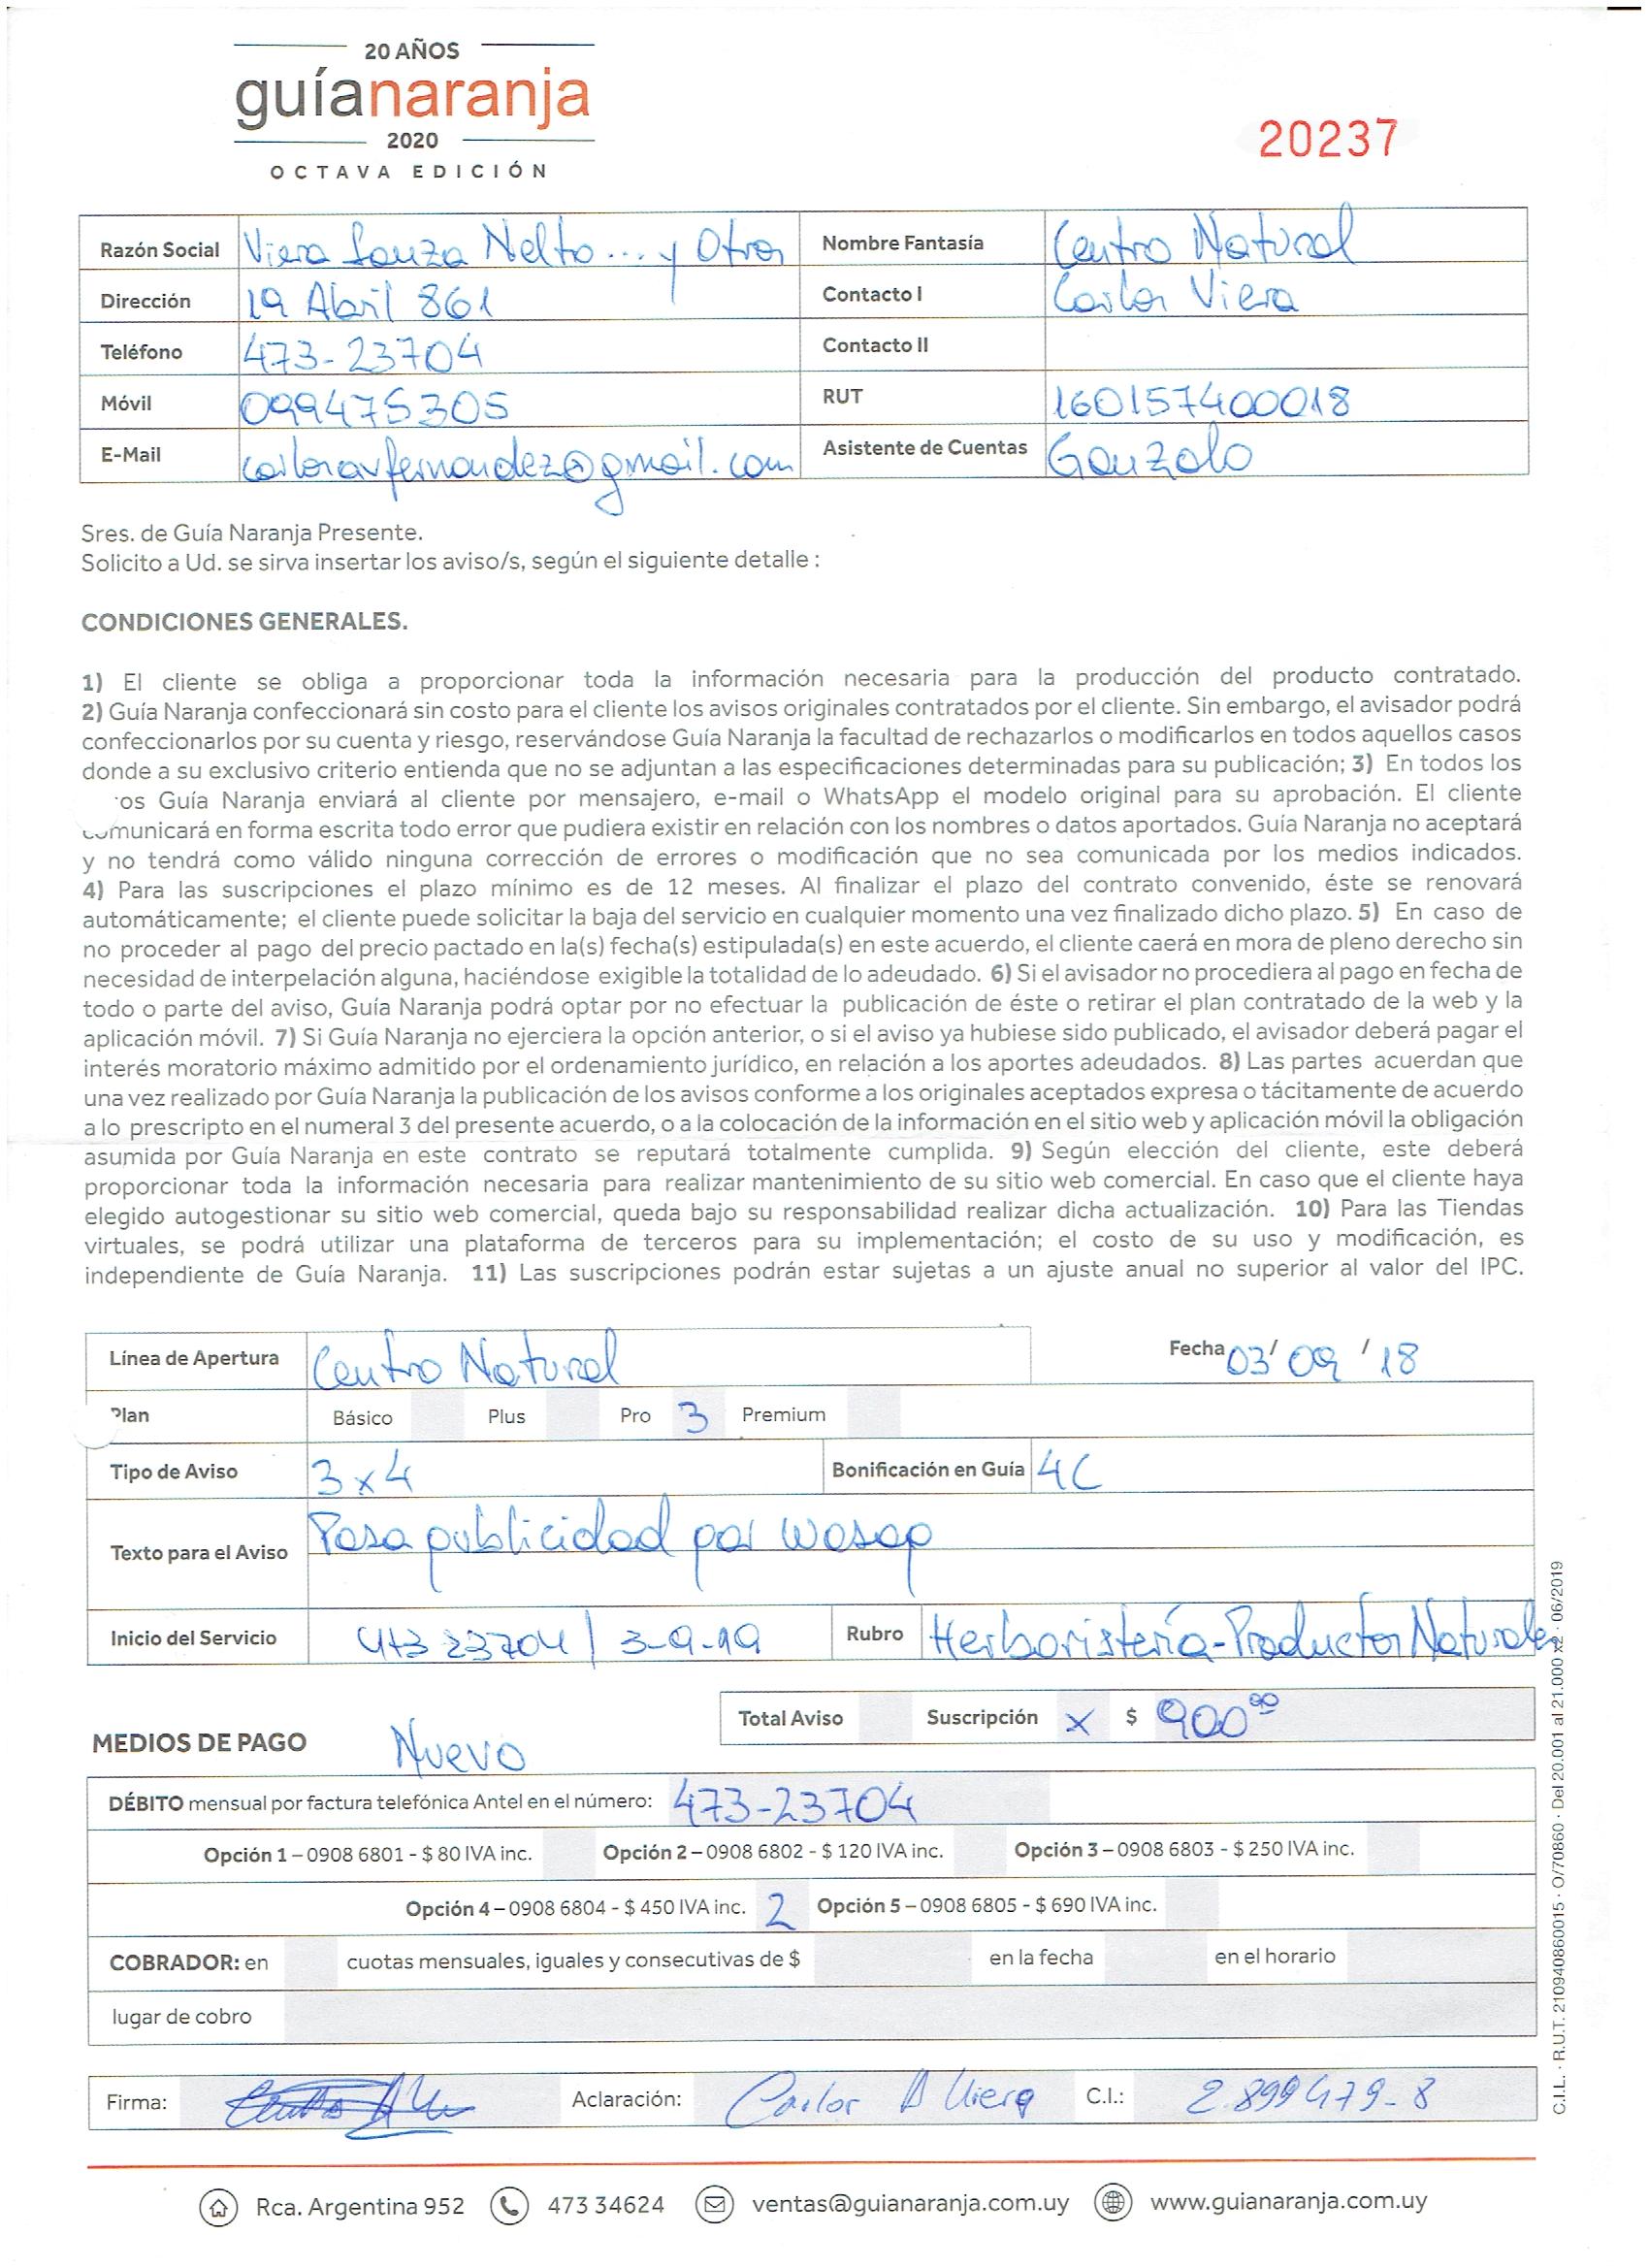 20 AÑOS
guíanaranja
2020
OCTAVA EDICIÓN
20237
Razón Social Viera Souza Nelto... y Otros Nombre Fantasía Centro Natural
Dirección 19 Abril 861 Contacto I Carlos Viera
Teléfono 473-23704 Contacto II
Móvil 099475305 RUT 160157400018
E-Mail carlosavfernandez@gmail.com Asistente de Cuentas Gonzalo
Sres. de Guía Naranja Presente.
Solicito a Ud. se sirva insertar los aviso/s, según el siguiente detalle :
CONDICIONES GENERALES.
1) El cliente se obliga a proporcionar toda la información necesaria para la producción del producto contratado.
2) Guía Naranja confeccionará sin costo para el cliente los avisos originales contratados por el cliente. Sin embargo, el avisador podrá
confeccionarlos por su cuenta y riesgo, reservándose Guía Naranja la facultad de rechazarlos o modificarlos en todos aquellos casos
donde a su exclusivo criterio entienda que no se adjuntan a las especificaciones determinadas para su publicación; 3) En todos los
os Guía Naranja enviará al cliente por mensajero, e-mail o WhatsApp el modelo original para su aprobación. El cliente
comunicará en forma escrita todo error que pudiera existir en relación con los nombres o datos aportados. Guía Naranja no aceptará
y no tendrá como válido ninguna corrección de errores o modificación que no sea comunicada por los medios indicados.
4) Para las suscripciones el plazo mínimo es de 12 meses. Al finalizar el plazo del contrato convenido, éste se renovará
automáticamente; el cliente puede solicitar la baja del servicio en cualquier momento una vez finalizado dicho plazo. 5) En caso de
no proceder al pago del precio pactado en la(s) fecha(s) estipulada(s) en este acuerdo, el cliente caerá en mora de pleno derecho sin
necesidad de interpelación alguna, haciéndose exigible la totalidad de lo adeudado. 6) Si el avisador no procediera al pago en fecha de
todo o parte del aviso, Guía Naranja podrá optar por no efectuar la publicación de éste o retirar el plan contratado de la web y la
aplicación móvil. 7) Si Guía Naranja no ejerciera la opción anterior, o si el aviso ya hubiese sido publicado, el avisador deberá pagar el
interés moratorio máximo admitido por el ordenamiento jurídico, en relación a los aportes adeudados. 8) Las partes acuerdan que
una vez realizado por Guía Naranja la publicación de los avisos conforme a los originales aceptados expresa o tácitamente de acuerdo
a lo prescripto en el numeral 3 del presente acuerdo, o a la colocación de la información en el sitio web y aplicación móvil la obligación
asumida por Guía Naranja en este contrato se reputará totalmente cumplida. 9) Según elección del cliente, este deberá
proporcionar toda la información necesaria para realizar mantenimiento de su sitio web comercial. En caso que el cliente haya
elegido autogestionar su sitio web comercial, queda bajo su responsabilidad realizar dicha actualización. 10) Para las Tiendas
virtuales, se podrá utilizar una plataforma de terceros para su implementación; el costo de su uso y modificación, es
independiente de Guía Naranja. 11) Las suscripciones podrán estar sujetas a un ajuste anual no superior al valor del IPC.
Línea de Apertura Centro Natural Fecha 03/ 09 / 18
Plan Básico Plus Pro 3 Premium
Tipo de Aviso 3x4 Bonificación en Guía 4C
Texto para el Aviso Pasa publicidad por wasap
Inicio del Servicio 473 23704 | 3-9-19 Rubro Herboristería-Productos Naturales
Total Aviso Suscripción x $ 900⁰⁰
MEDIOS DE PAGO Nuevo
DÉBITO mensual por factura telefónica Antel en el número: 473-23704
Opción 1 – 0908 6801 - $ 80 IVA inc. Opción 2 – 0908 6802 - $ 120 IVA inc. Opción 3 – 0908 6803 - $ 250 IVA inc.
Opción 4 – 0908 6804 - $ 450 IVA inc. 2 Opción 5 – 0908 6805 - $ 690 IVA inc.
COBRADOR: en cuotas mensuales, iguales y consecutivas de $ en la fecha en el horario
lugar de cobro
Firma: Aclaración: Carlos A Viera C.I.: 2.899479-8
Rca. Argentina 952 473 34624 ventas@guianaranja.com.uy www.guianaranja.com.uy
C.I.L. · R.U.T. 210940860015 · O/70860 · Del 20.001 al 21.000 x2 · 06/2019